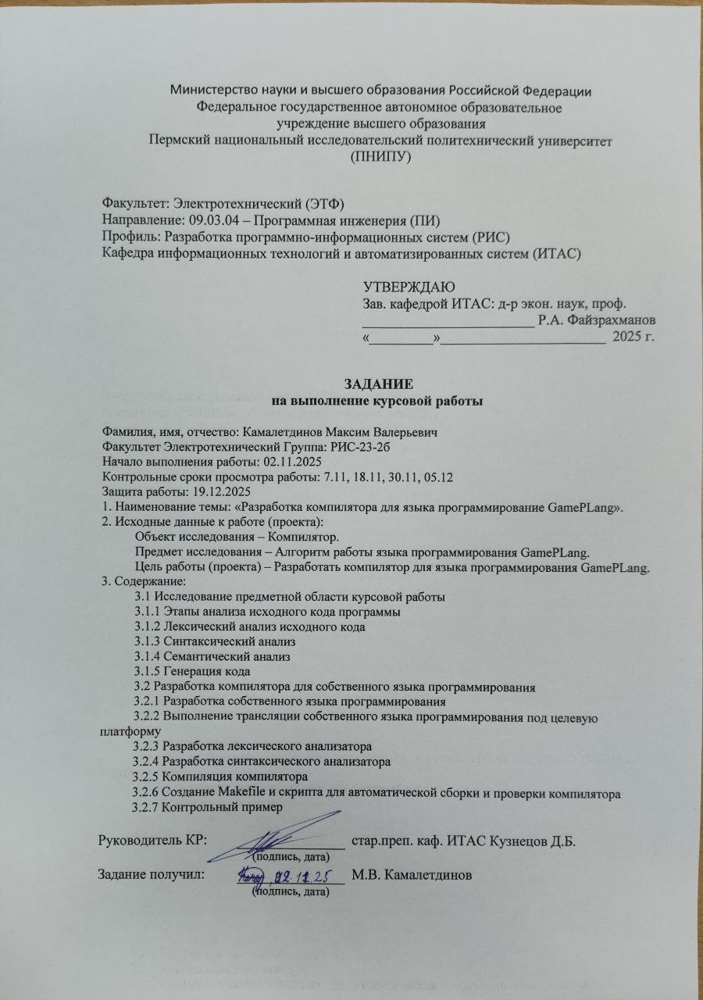 Министерство науки и высшего образования Российской Федерации
Федеральное государственное автономное образовательное
учреждение высшего образования
Пермский национальный исследовательский политехнический университет
(ПНИПУ)
Факультет: Электротехнический (ЭТФ)
Направление: 09.03.04 – Программная инженерия (ПИ)
Профиль: Разработка программно-информационных систем (РИС)
Кафедра информационных технологий и автоматизированных систем (ИТАС)
УТВЕРЖДАЮ
Зав. кафедрой ИТАС: д-р экон. наук, проф.
________________________ Р.А. Файзрахманов
«_________»_______________________ 2025 г.
ЗАДАНИЕ
на выполнение курсовой работы
Фамилия, имя, отчество: Камалетдинов Максим Валерьевич
Факультет Электротехнический Группа: РИС-23-2б
Начало выполнения работы: 02.11.2025
Контрольные сроки просмотра работы: 7.11, 18.11, 30.11, 05.12
Защита работы: 19.12.2025
1. Наименование темы: «Разработка компилятора для языка программирование GamePLang».
2. Исходные данные к работе (проекта):
Объект исследования – Компилятор.
Предмет исследования – Алгоритм работы языка программирования GamePLang.
Цель работы (проекта) – Разработать компилятор для языка программирования GamePLang.
3. Содержание:
3.1 Исследование предметной области курсовой работы
3.1.1 Этапы анализа исходного кода программы
3.1.2 Лексический анализ исходного кода
3.1.3 Синтаксический анализ
3.1.4 Семантический анализ
3.1.5 Генерация кода
3.2 Разработка компилятора для собственного языка программирования
3.2.1 Разработка собственного языка программирования
3.2.2 Выполнение трансляции собственного языка программирования под целевую
платформу
3.2.3 Разработка лексического анализатора
3.2.4 Разработка синтаксического анализатора
3.2.5 Компиляция компилятора
3.2.6 Создание Makefile и скрипта для автоматической сборки и проверки компилятора
3.2.7 Контрольный пример
Руководитель КР: _______________ стар.преп. каф. ИТАС Кузнецов Д.Б.
(подпись, дата)
Задание получил: 02.11.25 М.В. Камалетдинов
(подпись, дата)